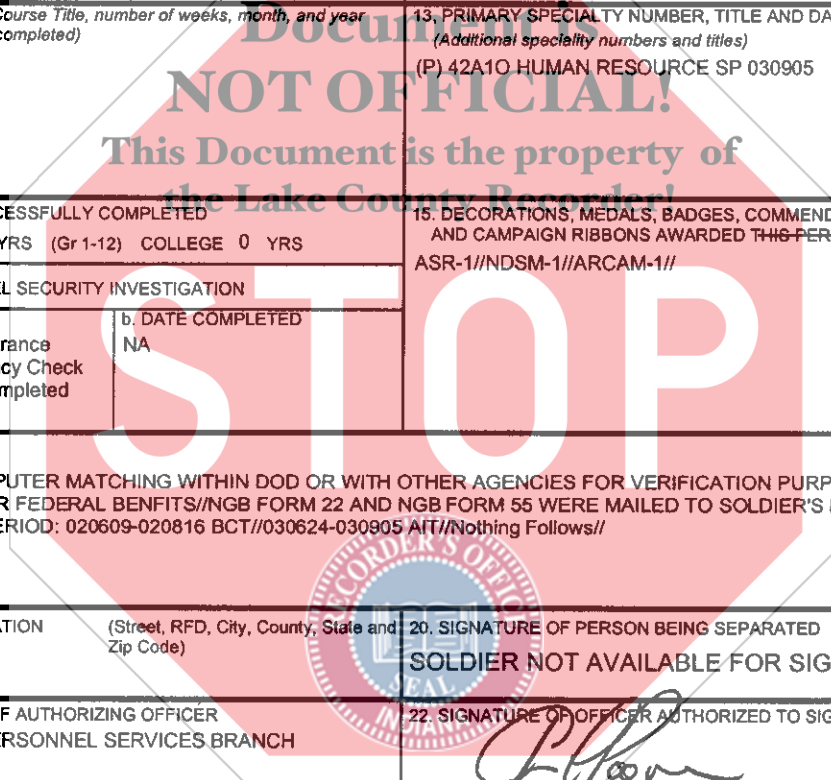 Course Title, number of weeks, month, and year
completed)
13, PRIMARY SPECIALTY NUMBER, TITLE AND DA
(Additional speciality numbers and titles)
(P) 42A1O HUMAN RESOURCE SP 030905
Document is
NOT OFFICIAL!
This Document is the property of
the Lake County Recorder!
CESSFULLY COMPLETED
YRS (Gr 1-12) COLLEGE 0 YRS
15. DECORATIONS, MEDALS, BADGES, COMMEND
AND CAMPAIGN RIBBONS AWARDED THIS PER
ASR-1//NDSM-1//ARCAM-1//
L SECURITY INVESTIGATION
rance
cy Check
mpleted
b. DATE COMPLETED
NA
STOP
PUTER MATCHING WITHIN DOD OR WITH OTHER AGENCIES FOR VERIFICATION PURP
R FEDERAL BENFITS//NGB FORM 22 AND NGB FORM 55 WERE MAILED TO SOLDIER'S
ERIOD: 020609-020816 BCT//030624-030905 AIT//Nothing Follows//
RECORDER'S OFFIC
SEAL
INDIANA
TION
(Street, RFD, City, County, State and
Zip Code)
20. SIGNATURE OF PERSON BEING SEPARATED
SOLDIER NOT AVAILABLE FOR SIG
F AUTHORIZING OFFICER
ERSONNEL SERVICES BRANCH
22. SIGNATURE OF OFFICER AUTHORIZED TO SIG